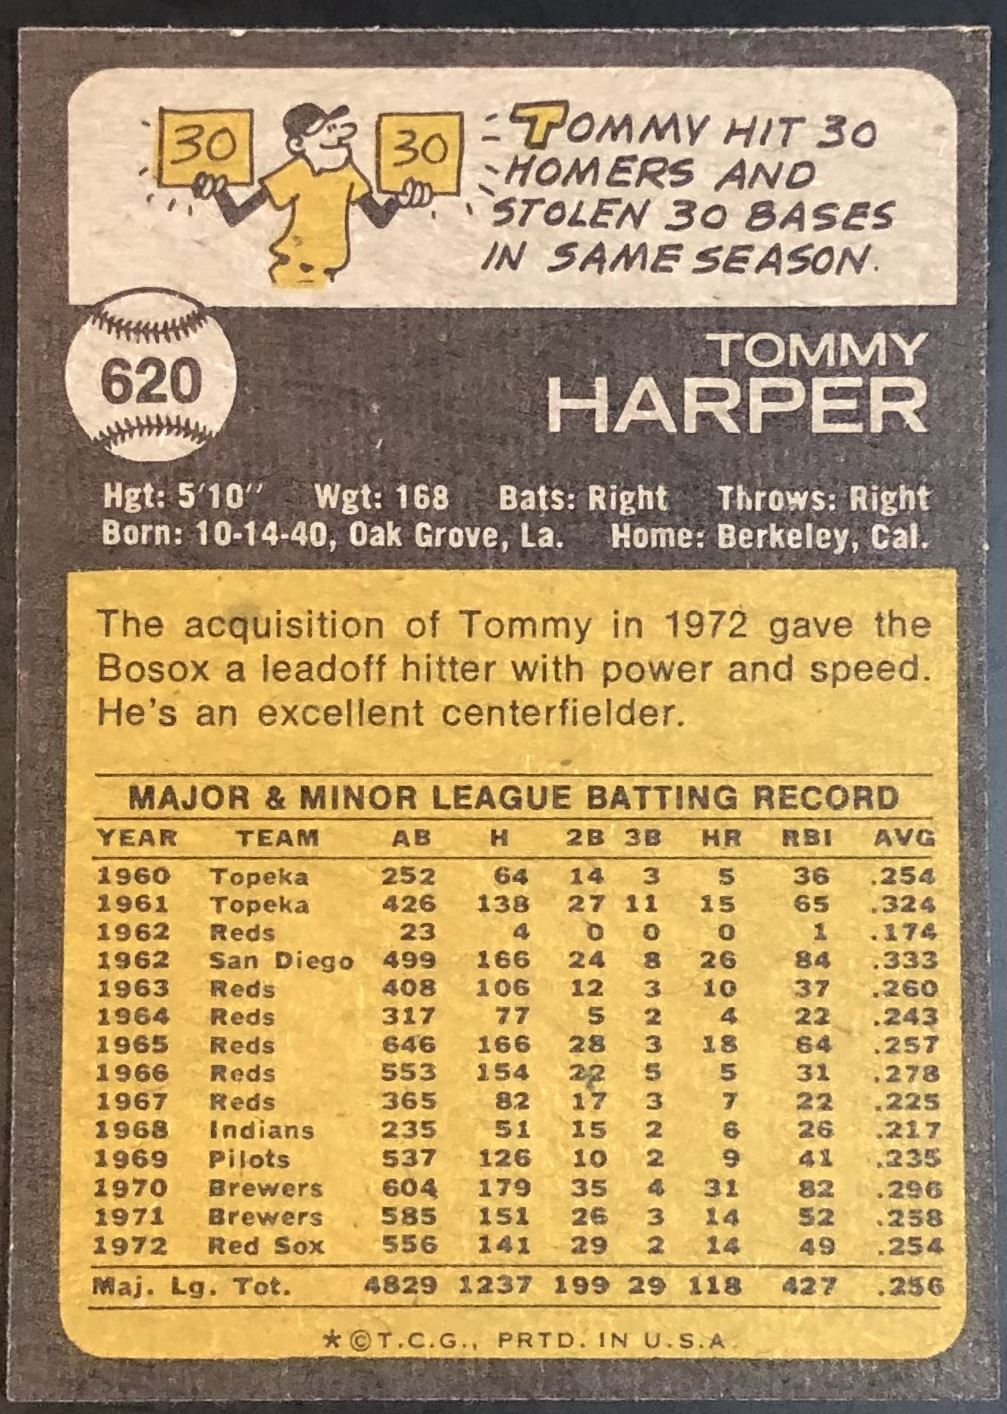 30
30
TOMMY HIT 30
HOMERS AND
STOLEN 30 BASES
IN SAME SEASON.
620
TOMMY
HARPER
Hgt: 5'10" Wgt: 168 Bats: Right Throws: Right
Born: 10-14-40, Oak Grove, La. Home: Berkeley, Cal.
The acquisition of Tommy in 1972 gave the
Bosox a leadoff hitter with power and speed.
He's an excellent centerfielder.
MAJOR & MINOR LEAGUE BATTING RECORD
YEAR TEAM AB H 2B 3B HR RBI AVG
1960 Topeka 252 64 14 3 5 36 .254
1961 Topeka 426 138 27 11 15 65 .324
1962 Reds 23 4 0 0 0 1 .174
1962 San Diego 499 166 24 8 26 84 .333
1963 Reds 408 106 12 3 10 37 .260
1964 Reds 317 77 5 2 4 22 .243
1965 Reds 646 166 28 3 18 64 .257
1966 Reds 553 154 22 5 5 31 .278
1967 Reds 365 82 17 3 7 22 .225
1968 Indians 235 51 15 2 6 26 .217
1969 Pilots 537 126 10 2 9 41 .235
1970 Brewers 604 179 35 4 31 82 .296
1971 Brewers 585 151 26 3 14 52 .258
1972 Red Sox 556 141 29 2 14 49 .254
Maj. Lg. Tot. 4829 1237 199 29 118 427 .256
★©T.C.G., PRTD. IN U.S.A.